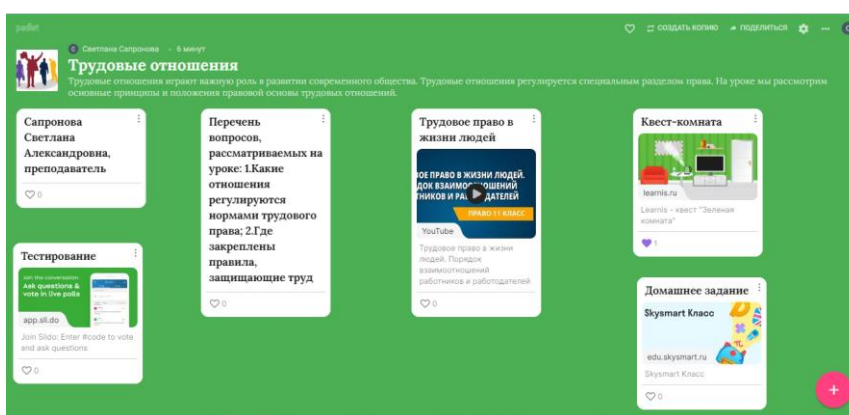 padlet
СОЗДАТЬ КОПИЮ
ПОДЕЛИТЬСЯ
Светлана Сапронова • 6 минут
Трудовые отношения
Трудовые отношения играют важную роль в развитии современного общества. Трудовые отношения регулируется специальным разделом права. На уроке мы рассмотрим
основные принципы и положения правовой основы трудовых отношений.
Сапронова
Светлана
Александровна,
преподаватель
0
Тестирование
Join the conversation
Ask questions &
vote in live polls
app.sli.do
Join Slido: Enter #code to vote
and ask questions
0
Перечень
вопросов,
рассматриваемых на
уроке: 1.Какие
отношения
регулируются
нормами трудового
права; 2.Где
закреплены
правила,
защищающие труд
0
Трудовое право в
жизни людей
ОЕ ПРАВО В ЖИЗНИ ЛЮДЕЙ.
ПРАВО 11 КЛАСС
YouTube
Трудовое право в жизни
людей. Порядок
взаимоотношений
работников и работодателей
0
Квест-комната
learnis.ru
Learnis - квест "Зеленая
комната"
1
Домашнее задание
Skysmart Класс
edu.skysmart.ru
Skysmart Класс
0